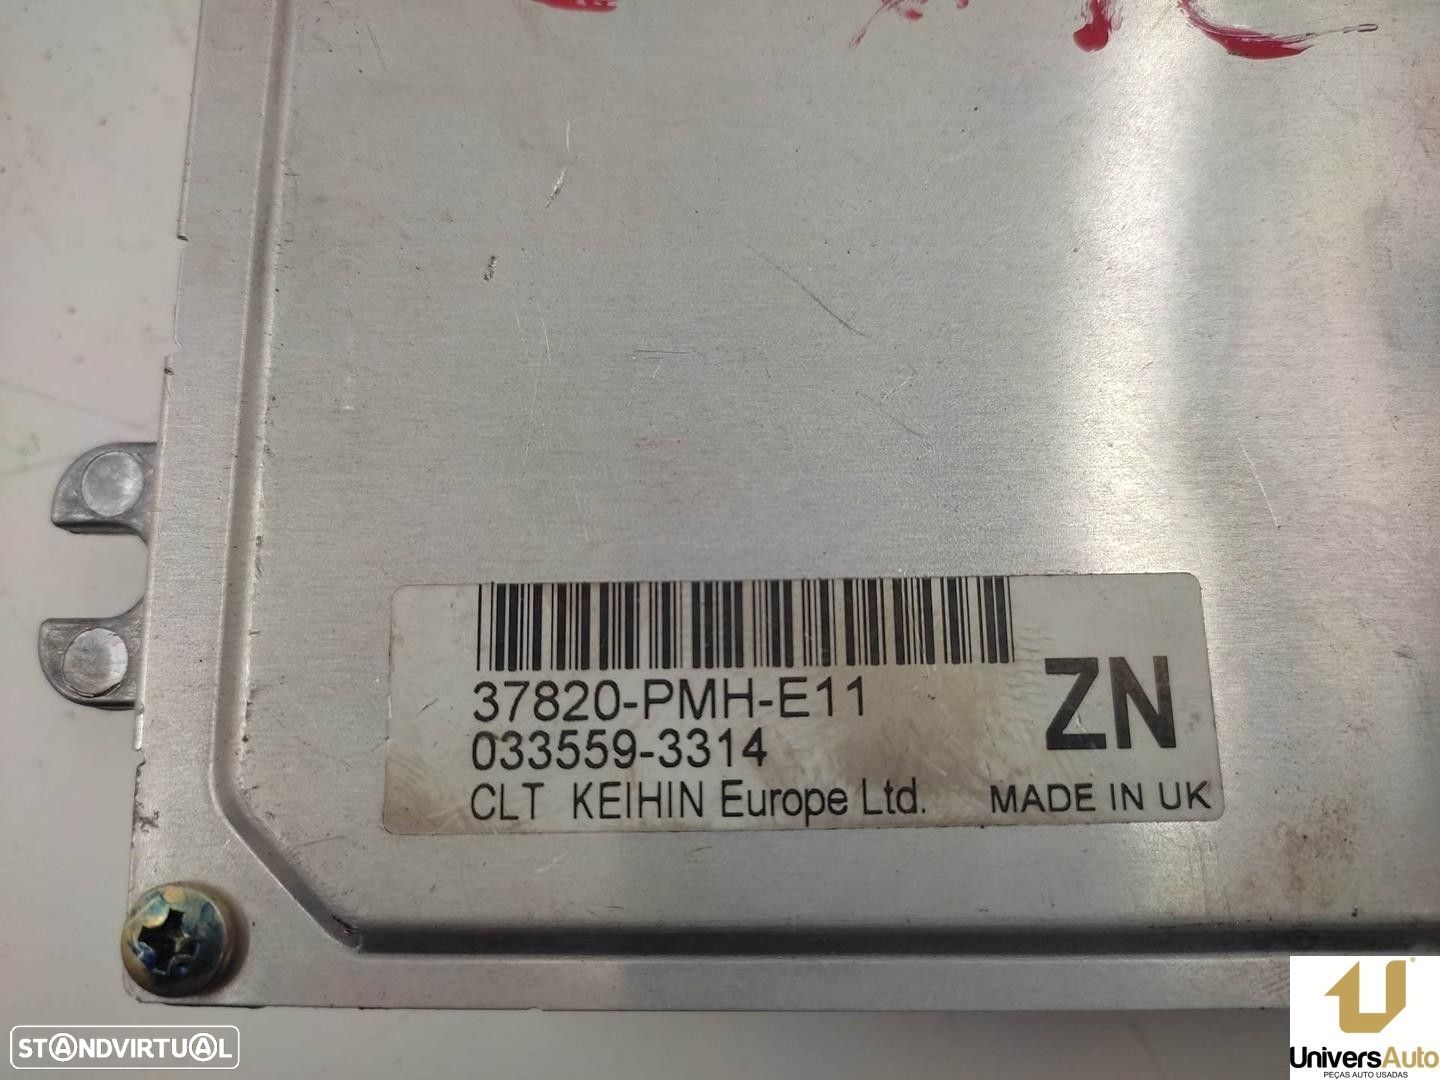 37820-PMH-E11
033559-3314
CLT KEIHIN Europe Ltd.
ZN
MADE IN UK
STANDVIRTUAL
UniversAuto
PEÇAS AUTO USADAS